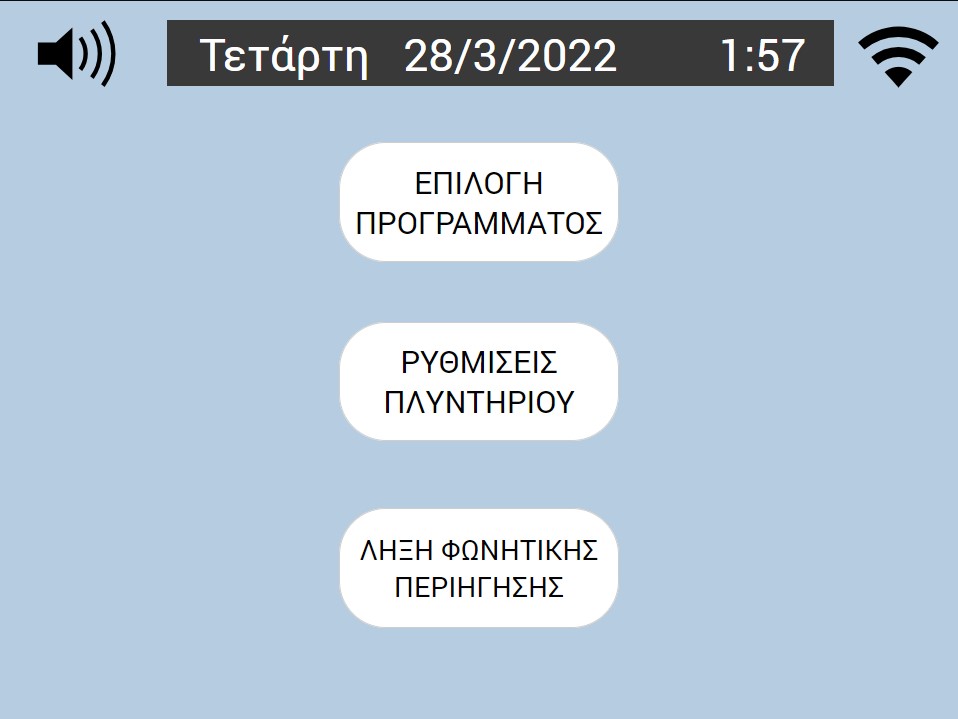 Τετάρτη 28/3/2022 1:57
ΕΠΙΛΟΓΗ
ΠΡΟΓΡΑΜΜΑΤΟΣ
ΡΥΘΜΙΣΕΙΣ
ΠΛΥΝΤΗΡΙΟΥ
ΛΗΞΗ ΦΩΝΗΤΙΚΗΣ
ΠΕΡΙΗΓΗΣΗΣ